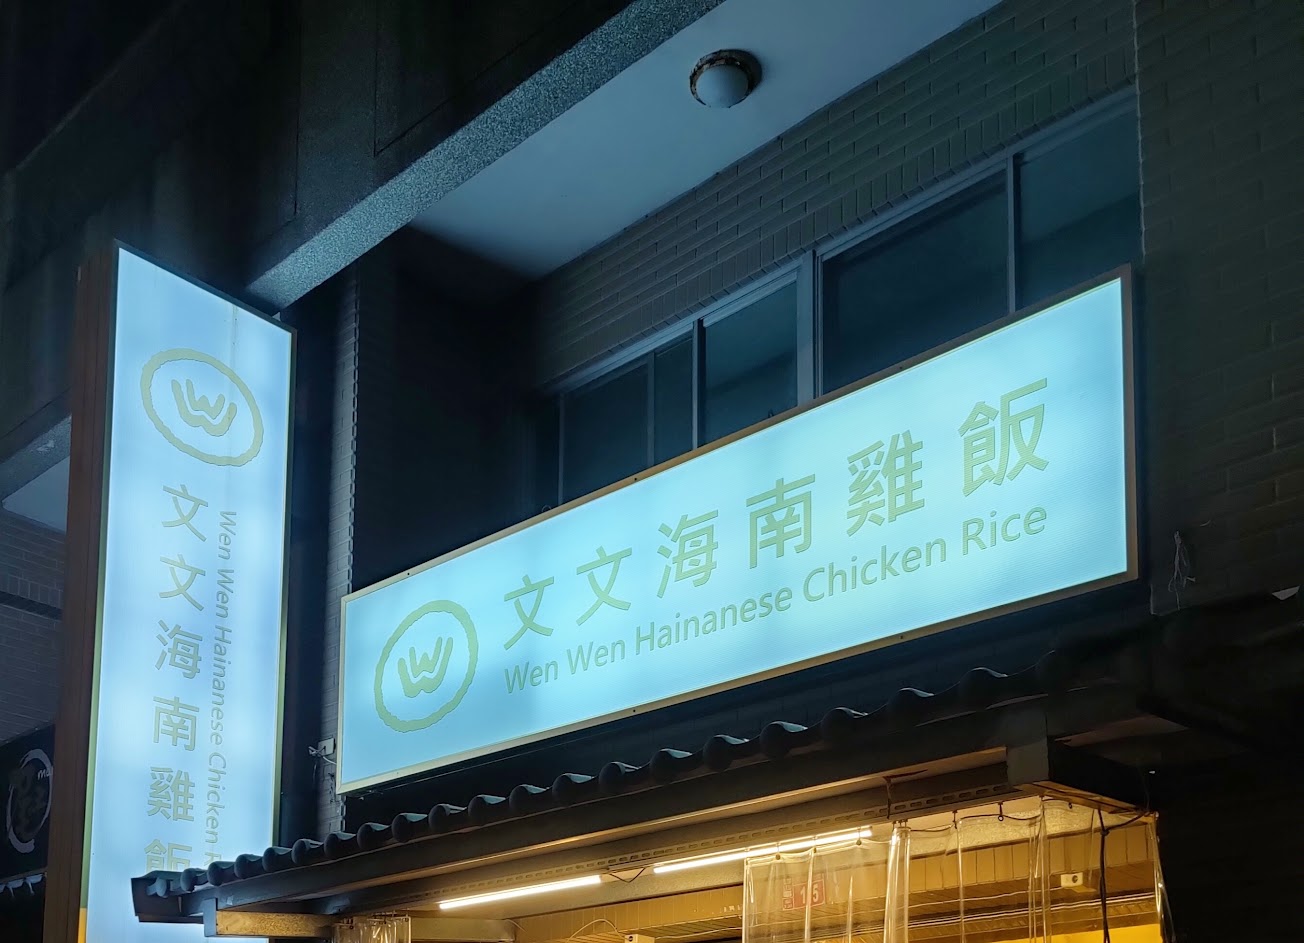 W
文文海南雞飯
Wen Wen Hainanese Chicken
W
文文海南雞飯
Wen Wen Hainanese Chicken Rice
15